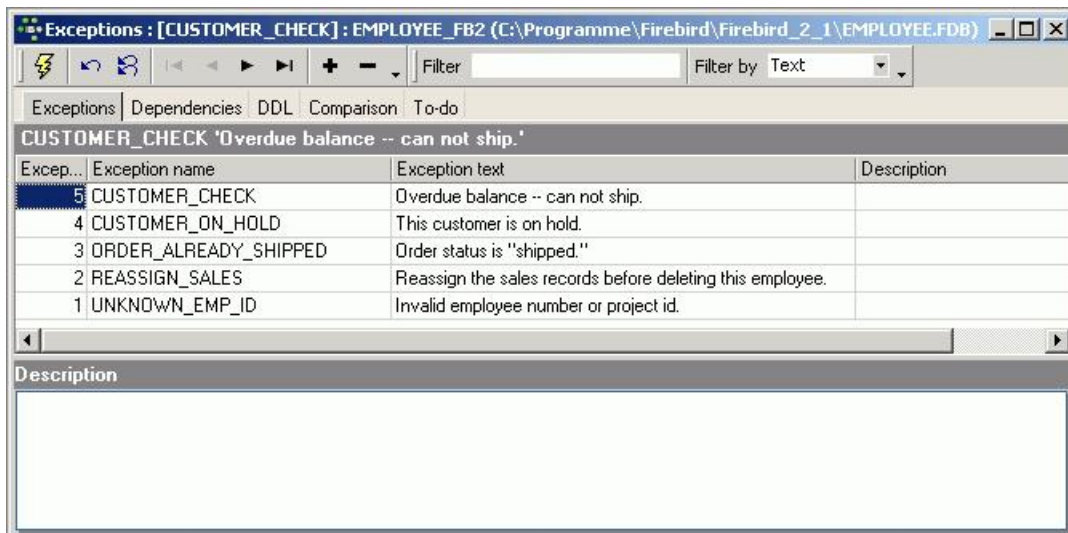 Exceptions : [CUSTOMER_CHECK] : EMPLOYEE_FB2 (C:\Programme\Firebird\Firebird_2_1\EMPLOYEE.FDB)
Filter Filter by Text
Exceptions Dependencies DDL Comparison To-do
CUSTOMER_CHECK 'Overdue balance -- can not ship.'
Excep... Exception name Exception text Description
5 CUSTOMER_CHECK Overdue balance -- can not ship.
4 CUSTOMER_ON_HOLD This customer is on hold.
3 ORDER_ALREADY_SHIPPED Order status is "shipped."
2 REASSIGN_SALES Reassign the sales records before deleting this employee.
1 UNKNOWN_EMP_ID Invalid employee number or project id.
Description